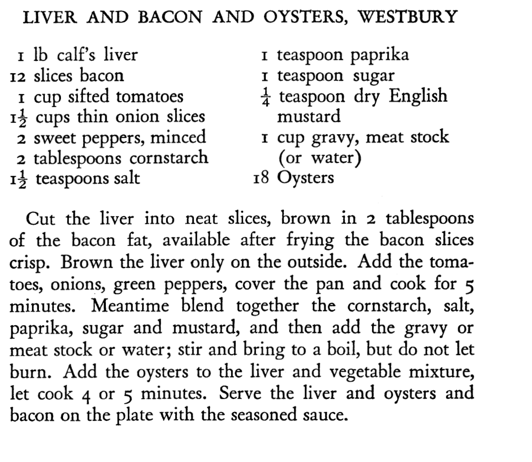 LIVER AND BACON AND OYSTERS, WESTBURY
1 lb calf's liver
12 slices bacon
1 cup sifted tomatoes
1½ cups thin onion slices
2 sweet peppers, minced
2 tablespoons cornstarch
1½ teaspoons salt
1 teaspoon paprika
1 teaspoon sugar
¼ teaspoon dry English
mustard
1 cup gravy, meat stock
(or water)
18 Oysters
Cut the liver into neat slices, brown in 2 tablespoons
of the bacon fat, available after frying the bacon slices
crisp. Brown the liver only on the outside. Add the toma-
toes, onions, green peppers, cover the pan and cook for 5
minutes. Meantime blend together the cornstarch, salt,
paprika, sugar and mustard, and then add the gravy or
meat stock or water; stir and bring to a boil, but do not let
burn. Add the oysters to the liver and vegetable mixture,
let cook 4 or 5 minutes. Serve the liver and oysters and
bacon on the plate with the seasoned sauce.